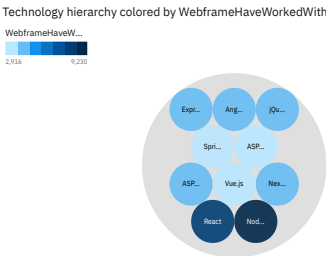 Technology hierarchy colored by WebframeHaveWorkedWith
WebframeHaveW...
2,916 9,230
Expr... Ang... jQu...
Spri... ASP...
ASP... Vue.js Nex...
React Nod...